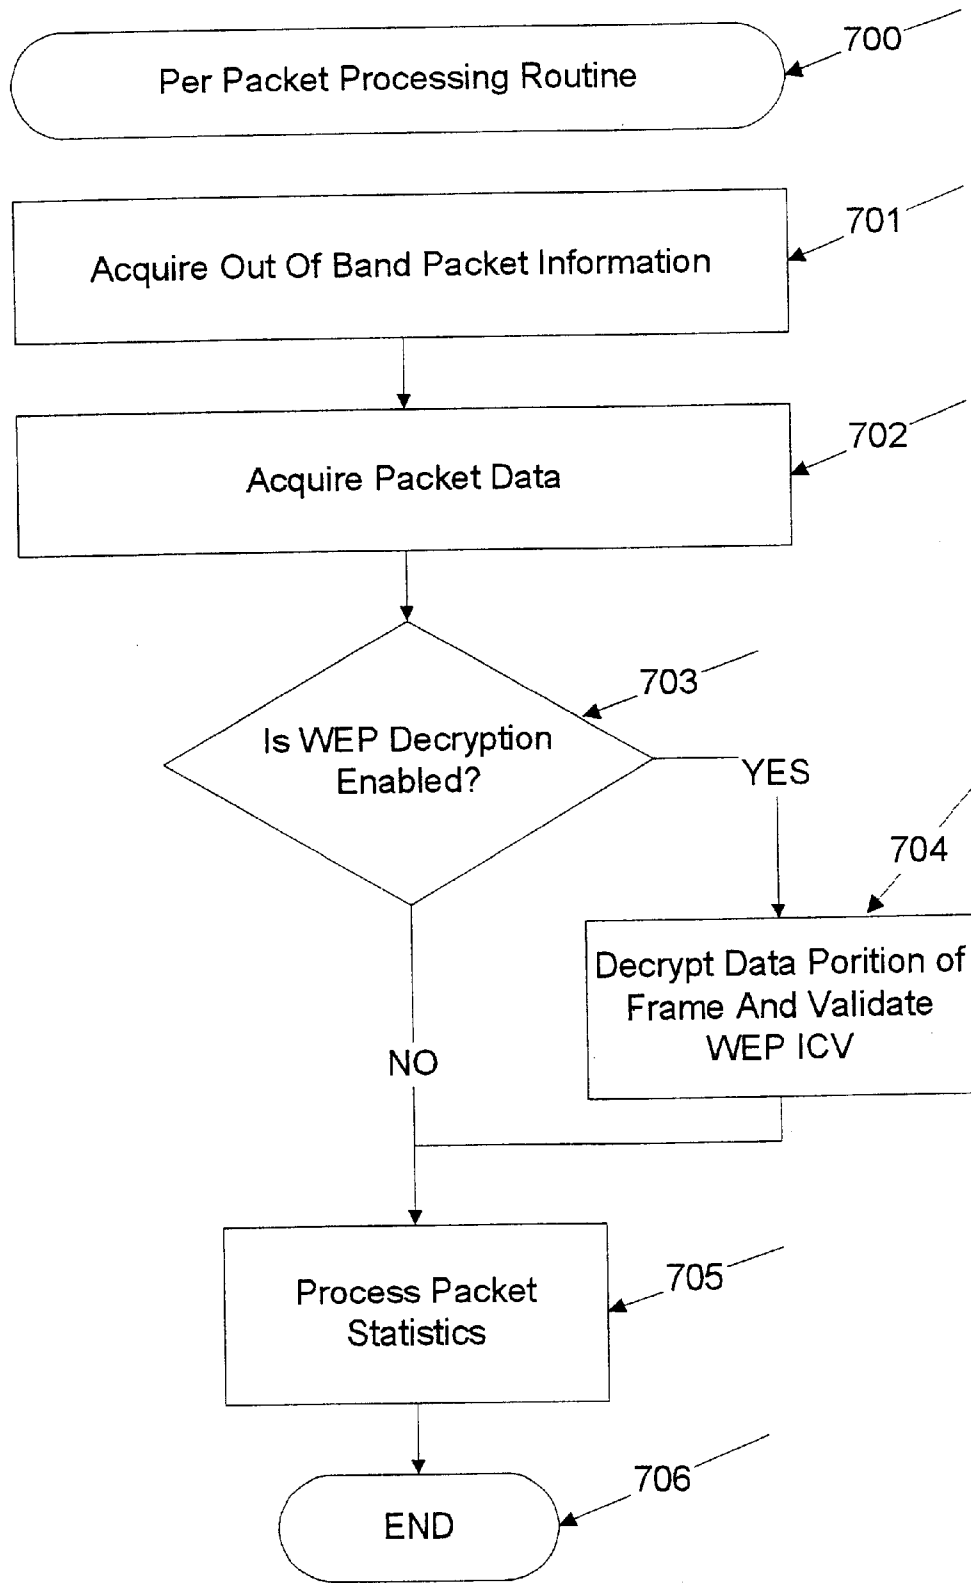 700
Per Packet Processing Routine
701
Acquire Out Of Band Packet Information
702
Acquire Packet Data
703
Is WEP Decryption
Enabled?
YES
704
Decrypt Data Porition of
Frame And Validate
WEP ICV
NO
705
Process Packet
Statistics
706
END